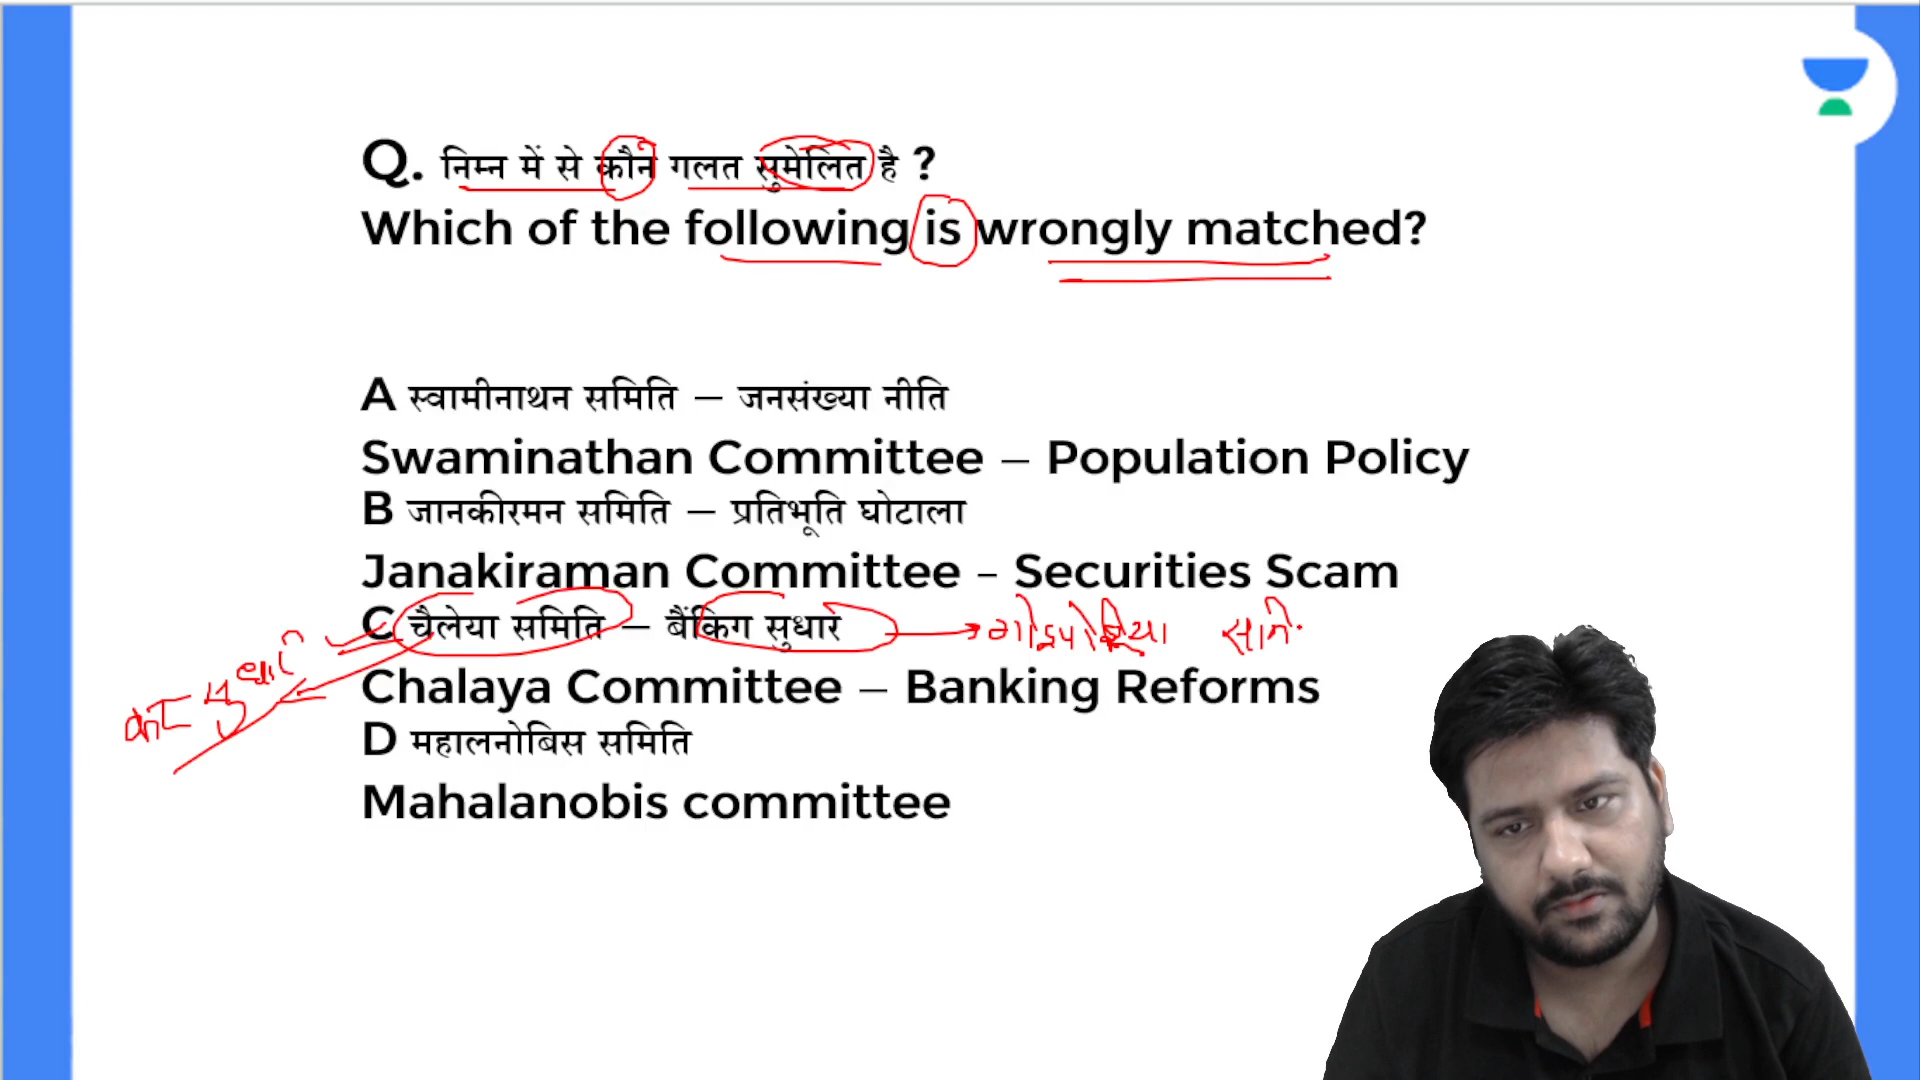 Q. निम्न में से कौन गलत सुमेलित है ?
Which of the following is wrongly matched?
A स्वामीनाथन समिति – जनसंख्या नीति
Swaminathan Committee – Population Policy
B जानकीरमन समिति – प्रतिभूति घोटाला
Janakiraman Committee – Securities Scam
C चैलेया समिति – बैंकिग सुधार
Chalaya Committee – Banking Reforms
D महालनोबिस समिति
Mahalanobis committee